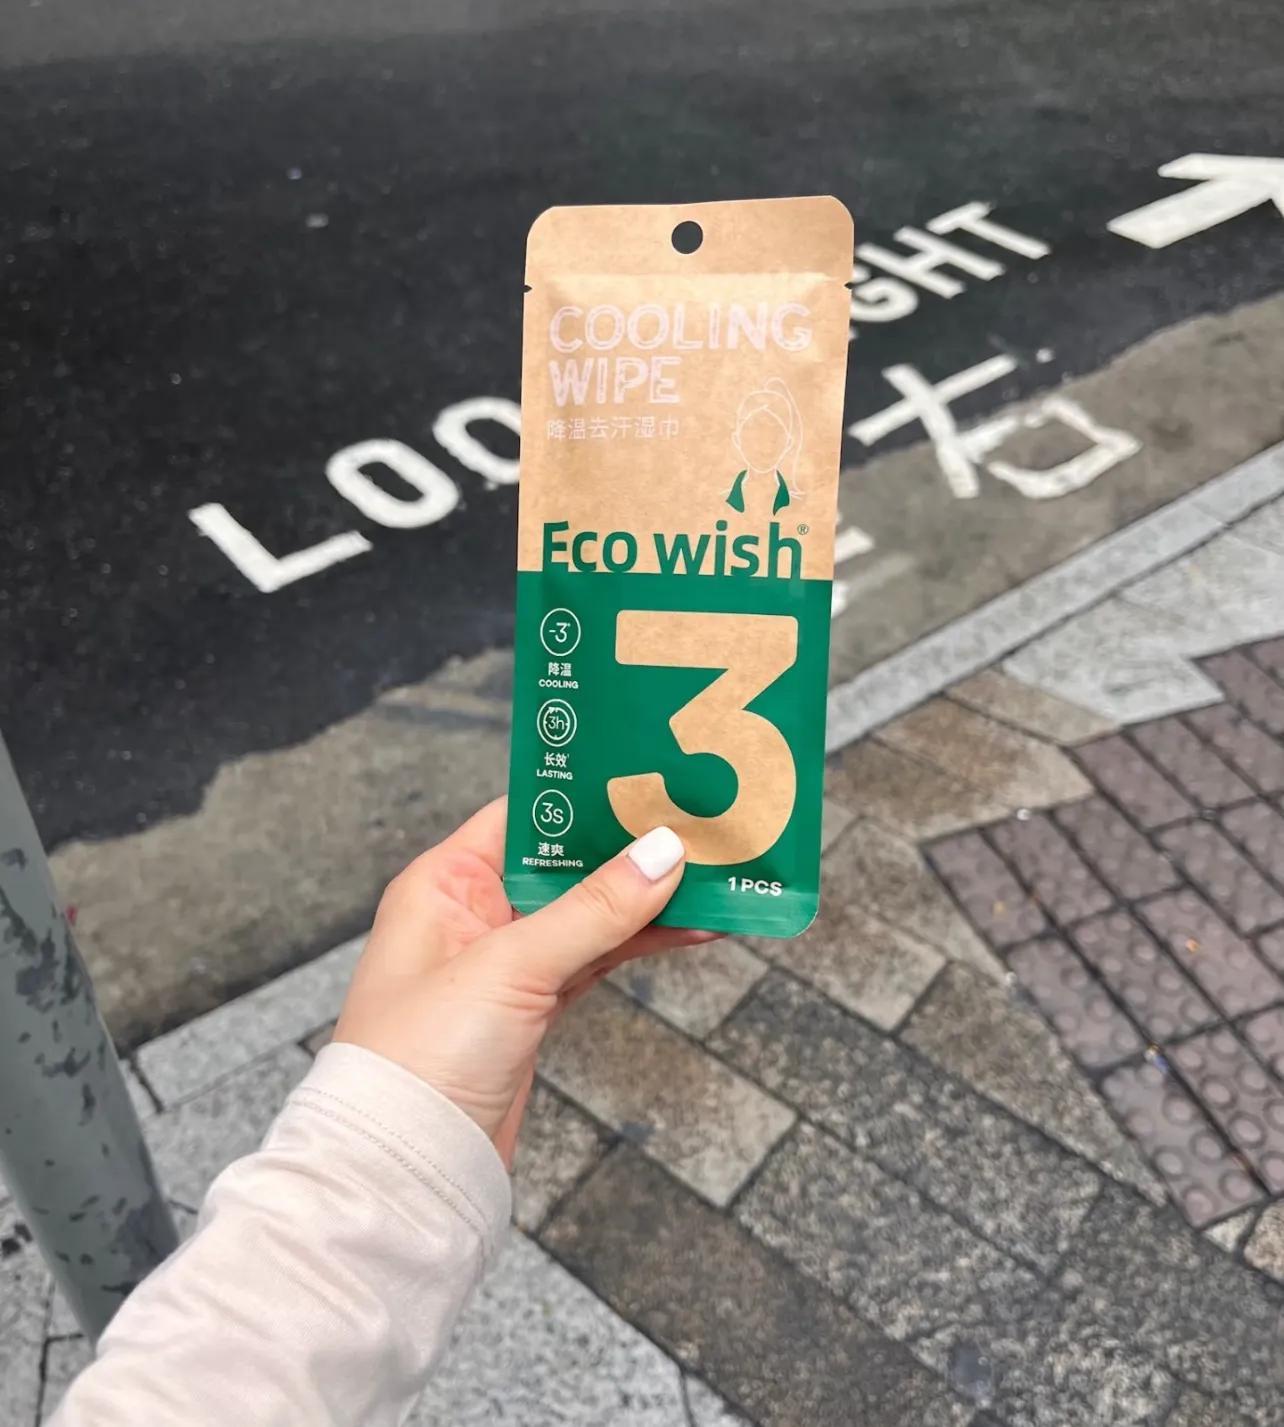 COOLING
WIPE
降温去汗湿巾
Eco wish®
3
-3°
降温
COOLING
3h
长效
LASTING
3s
速爽
REFRESHING
1 PCS
LOO
GHT
右